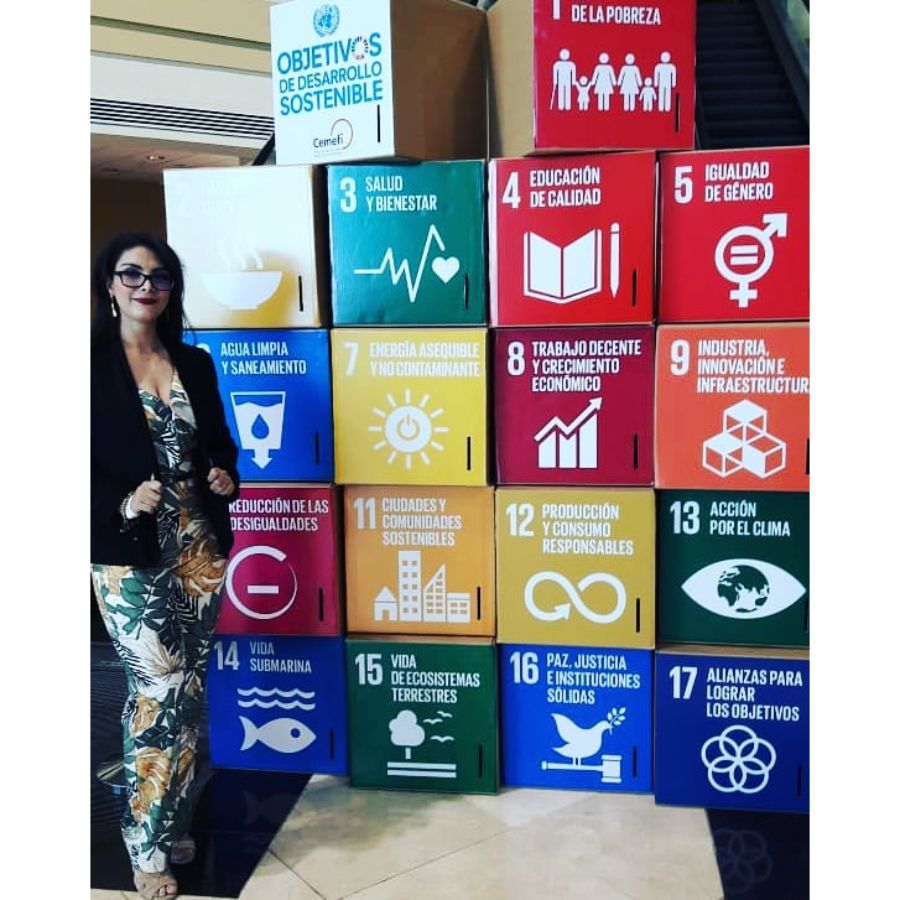 OBJETIVOS
DE DESARROLLO
SOSTENIBLE
Cemefi
1
DE LA POBREZA
2
3 SALUD
Y BIENESTAR
4 EDUCACIÓN
DE CALIDAD
5 IGUALDAD
DE GÉNERO
AGUA LIMPIA
Y SANEAMIENTO
7 ENERGÍA ASEQUIBLE
Y NO CONTAMINANTE
8 TRABAJO DECENTE
Y CRECIMIENTO
ECONÓMICO
9 INDUSTRIA,
INNOVACIÓN E
INFRAESTRUCTURA
REDUCCIÓN DE LAS
DESIGUALDADES
11 CIUDADES Y
COMUNIDADES
SOSTENIBLES
12 PRODUCCIÓN
Y CONSUMO
RESPONSABLES
13 ACCIÓN
POR EL CLIMA
14 VIDA
SUBMARINA
15 VIDA
DE ECOSISTEMAS
TERRESTRES
16 PAZ, JUSTICIA
E INSTITUCIONES
SÓLIDAS
17 ALIANZAS PARA
LOGRAR
LOS OBJETIVOS